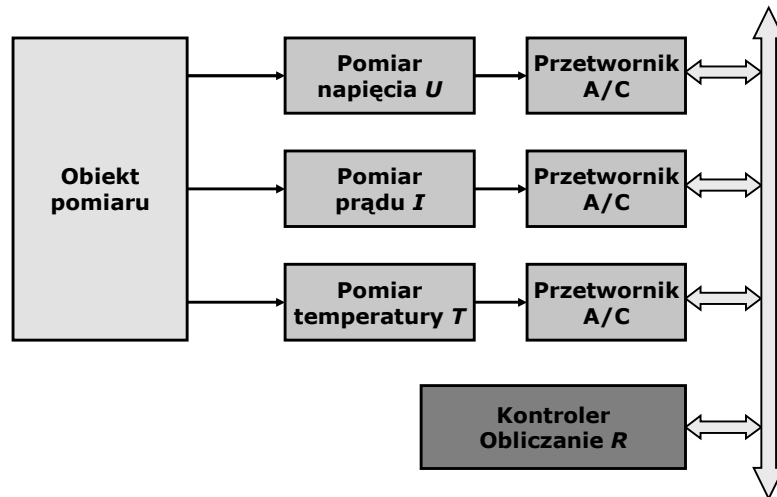 Obiekt
pomiaru
Pomiar
napięcia U
Przetwornik
A/C
Pomiar
prądu I
Przetwornik
A/C
Pomiar
temperatury T
Przetwornik
A/C
Kontroler
Obliczanie R